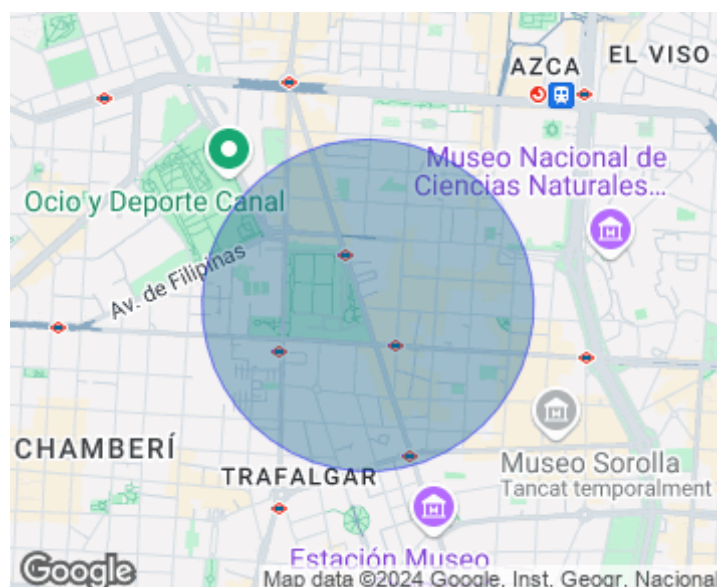 EL VISO
AZCA
Museo Nacional de
Ciencias Naturales...
Ocio y Deporte Canal
Av. de Filipinas
CHAMBERÍ
TRAFALGAR
Museo Sorolla
Tancat temporalment
Estación Museo
Google
Map data ©2024 Google, Inst. Geogr. Nacional